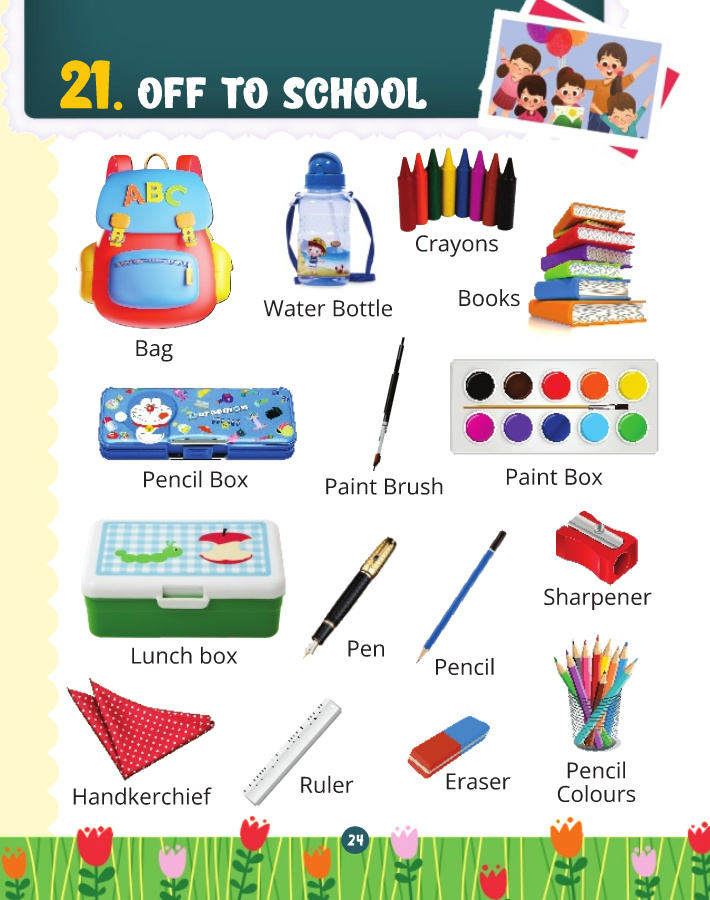 21. OFF TO SCHOOL
ABC
Crayons
Water Bottle
Books
Bag
Doraemon
Pencil Box
Paint Brush
Paint Box
Sharpener
Lunch box
Pen
Pencil
Handkerchief
Ruler
Eraser
Pencil
Colours
24